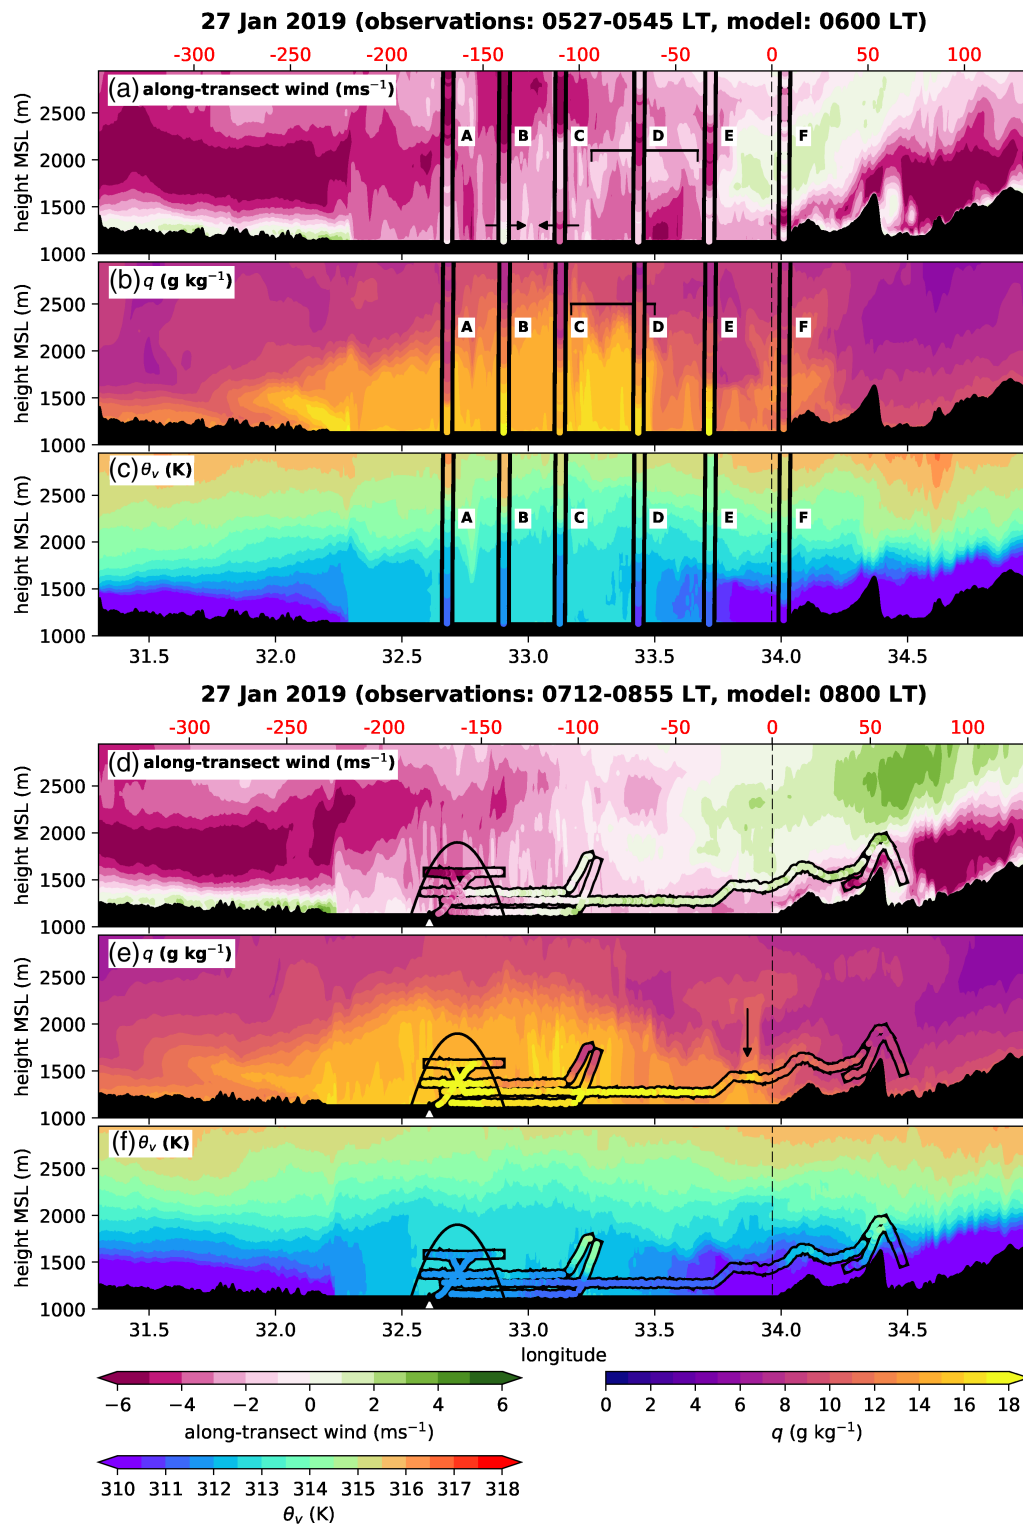 27 Jan 2019 (observations: 0527-0545 LT, model: 0600 LT)
-300 -250 -200 -150 -100 -50 0 50 100
(a) along-transect wind (ms⁻¹)
A B C D E F
height MSL (m)
2500
2000
1500
1000
(b) q (g kg⁻¹)
A B C D E F
height MSL (m)
2500
2000
1500
1000
(c) θᵥ (K)
A B C D E F
height MSL (m)
2500
2000
1500
1000
31.5 32.0 32.5 33.0 33.5 34.0 34.5
27 Jan 2019 (observations: 0712-0855 LT, model: 0800 LT)
-300 -250 -200 -150 -100 -50 0 50 100
(d) along-transect wind (ms⁻¹)
height MSL (m)
2500
2000
1500
1000
(e) q (g kg⁻¹)
height MSL (m)
2500
2000
1500
1000
(f) θᵥ (K)
height MSL (m)
2500
2000
1500
1000
31.5 32.0 32.5 33.0 33.5 34.0 34.5
longitude
−6 −4 −2 0 2 4 6
along-transect wind (ms⁻¹)
0 2 4 6 8 10 12 14 16 18
q (g kg⁻¹)
310 311 312 313 314 315 316 317 318
θᵥ (K)